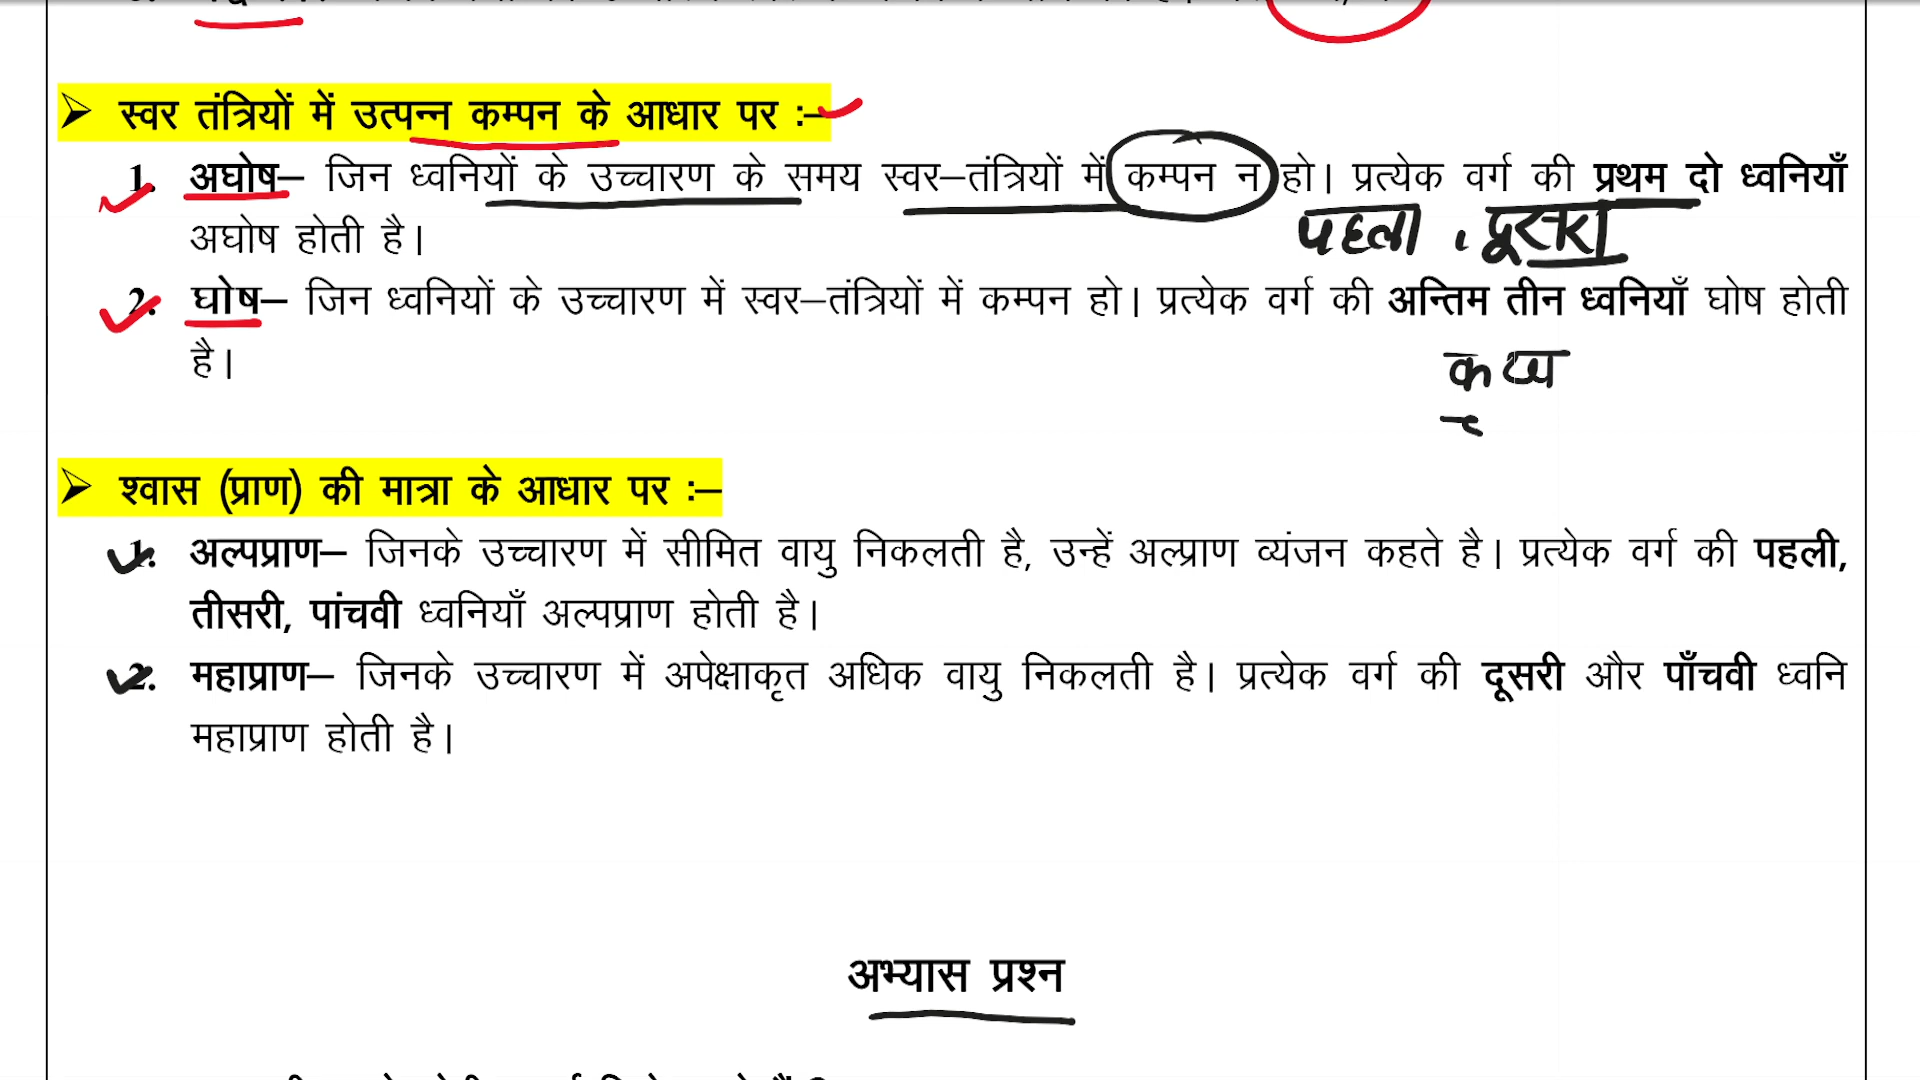 ➤ स्वर तंत्रियों में उत्पन्न कम्पन के आधार पर :–
1. अघोष– जिन ध्वनियों के उच्चारण के समय स्वर–तंत्रियों में कम्पन न हो। प्रत्येक वर्ग की प्रथम दो ध्वनियाँ
अघोष होती है।
पहला , दूसरा
2. घोष– जिन ध्वनियों के उच्चारण में स्वर–तंत्रियों में कम्पन हो। प्रत्येक वर्ग की अन्तिम तीन ध्वनियाँ घोष होती
है।
क ख
➤ श्वास (प्राण) की मात्रा के आधार पर :–
1. अल्पप्राण– जिनके उच्चारण में सीमित वायु निकलती है, उन्हें अल्प्राण व्यंजन कहते है। प्रत्येक वर्ग की पहली,
तीसरी, पांचवी ध्वनियाँ अल्पप्राण होती है।
2. महाप्राण– जिनके उच्चारण में अपेक्षाकृत अधिक वायु निकलती है। प्रत्येक वर्ग की दूसरी और पाँचवी ध्वनि
महाप्राण होती है।
अभ्यास प्रश्न